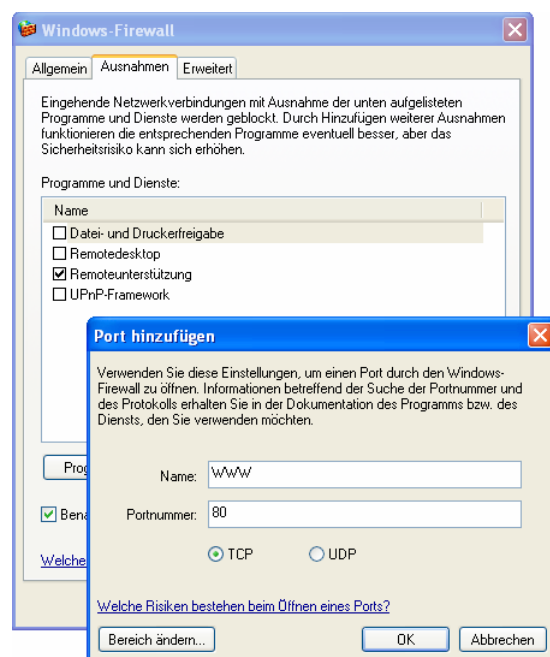 Windows-Firewall
Allgemein Ausnahmen Erweitert
Eingehende Netzwerkverbindungen mit Ausnahme der unten aufgelisteten
Programme und Dienste werden geblockt. Durch Hinzufügen weiterer Ausnahmen
funktionieren die entsprechenden Programme eventuell besser, aber das
Sicherheitsrisiko kann sich erhöhen.
Programme und Dienste:
Name
Datei- und Druckerfreigabe
Remotedesktop
Remoteunterstützung
UPnP-Framework
Port hinzufügen
Verwenden Sie diese Einstellungen, um einen Port durch den Windows-
Firewall zu öffnen. Informationen betreffend der Suche der Portnummer und
des Protokolls erhalten Sie in der Dokumentation des Programms bzw. des
Diensts, den Sie verwenden möchten.
Prog
Name: WWW
Bena
Portnummer: 80
TCP UDP
Welche
Welche Risiken bestehen beim Öffnen eines Ports?
Bereich ändern... OK Abbrechen